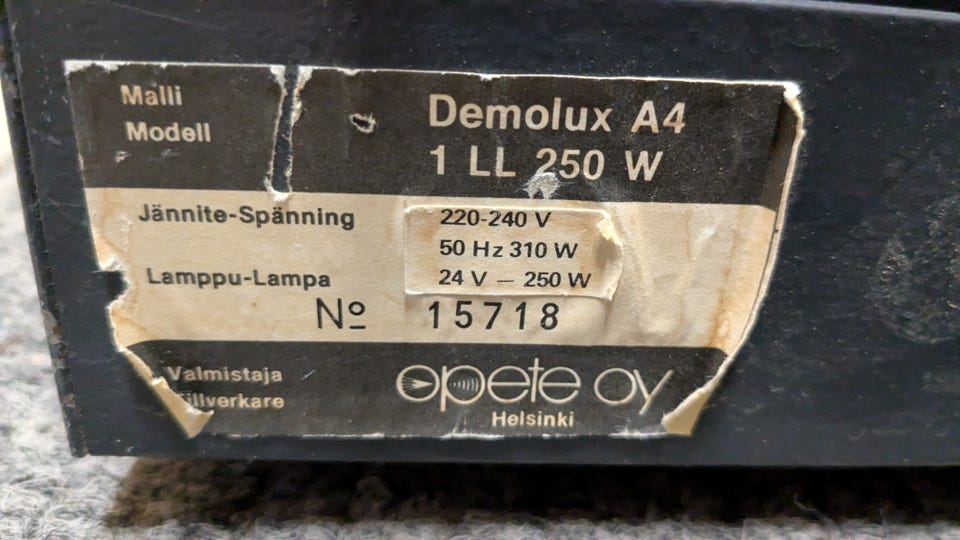 Malli
Modell
Demolux A4
1 LL 250 W
Jännite-Spänning
220-240 V
50 Hz 310 W
Lamppu-Lampa
24 V — 250 W
Nº 15718
Valmistaja
Tillverkare
opete oy
Helsinki